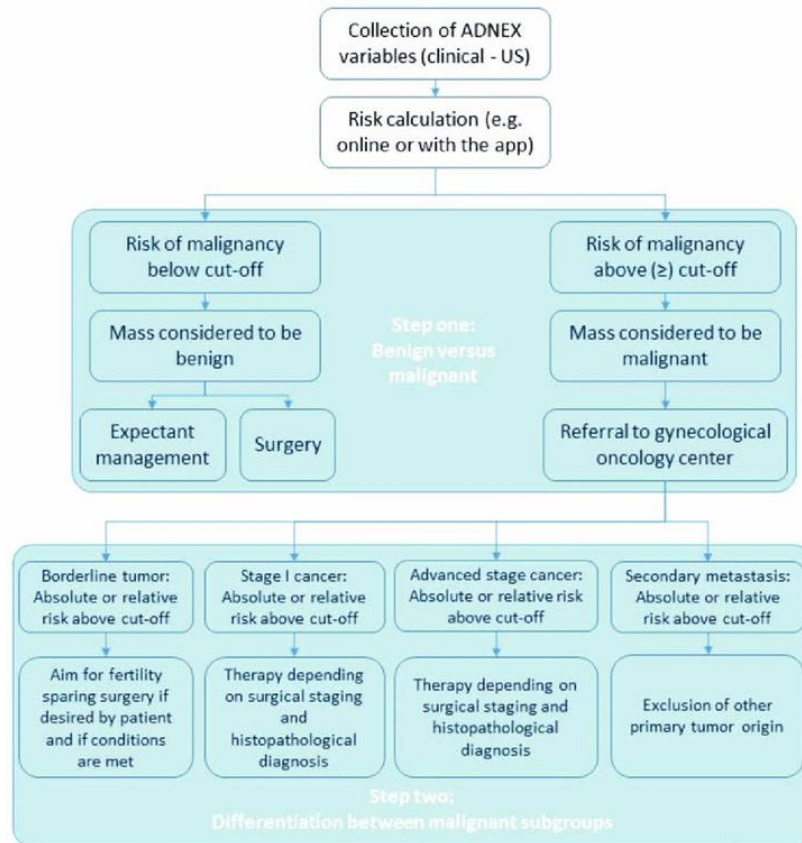 Collection of ADNEX
variables (clinical - US)
Risk calculation (e.g.
online or with the app)
Risk of malignancy
below cut-off
Risk of malignancy
above (≥) cut-off
Mass considered to be
benign
Step one:
Benign versus
malignant
Mass considered to be
malignant
Expectant
management
Surgery
Referral to gynecological
oncology center
Borderline tumor:
Absolute or relative
risk above cut-off
Stage I cancer:
Absolute or relative
risk above cut-off
Advanced stage cancer:
Absolute or relative risk
above cut-off
Secondary metastasis:
Absolute or relative
risk above cut-off
Aim for fertility
sparing surgery if
desired by patient
and if conditions
are met
Therapy depending
on surgical staging
and
histopathological
diagnosis
Therapy depending on
surgical staging and
histopathological
diagnosis
Exclusion of other
primary tumor origin
Step two:
Differentiation between malignant subgroups